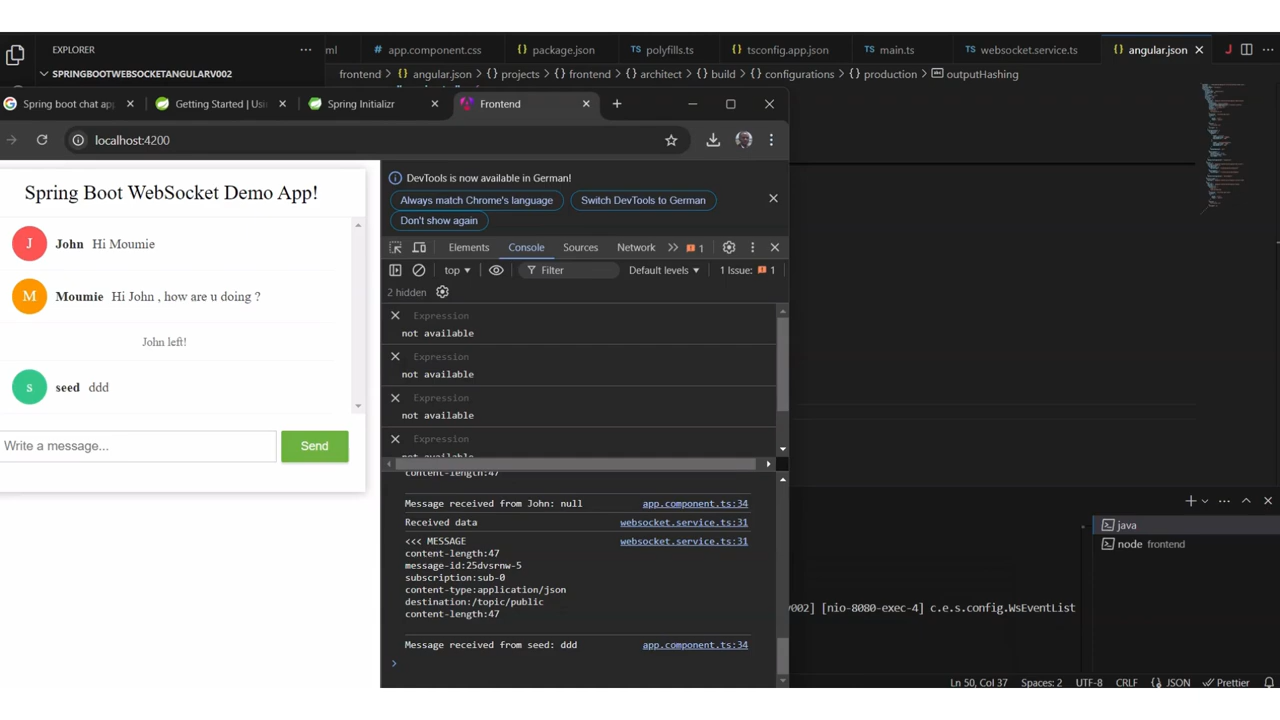 EXPLORER
SPRINGBOOTWEBSOCKETANGULARV002
ml app.component.css package.json polyfills.ts tsconfig.app.json main.ts websocket.service.ts angular.json J
frontend > angular.json > projects > frontend > architect > build > configurations > production > outputHashing
Spring boot chat app Getting Started | Usi Spring Initializr Frontend
localhost:4200
Spring Boot WebSocket Demo App!
J John Hi Moumie
M Moumie Hi John , how are u doing ?
John left!
s seed ddd
Write a message... Send
DevTools is now available in German!
Always match Chrome's language Switch DevTools to German
Don't show again
Elements Console Sources Network 1
top Filter Default levels 1 Issue: 1
2 hidden
Expression
not available
Expression
not available
Expression
not available
Expression
not available
content-length:47
Message received from John: null app.component.ts:34
Received data websocket.service.ts:31
<<< MESSAGE websocket.service.ts:31
content-length:47
message-id:25dvsrnw-5
subscription:sub-0
content-type:application/json
destination:/topic/public
content-length:47
Message received from seed: ddd app.component.ts:34
java
node frontend
002] [nio-8080-exec-4] c.e.s.config.WsEventList
Ln 50, Col 37 Spaces: 2 UTF-8 CRLF {} JSON Prettier